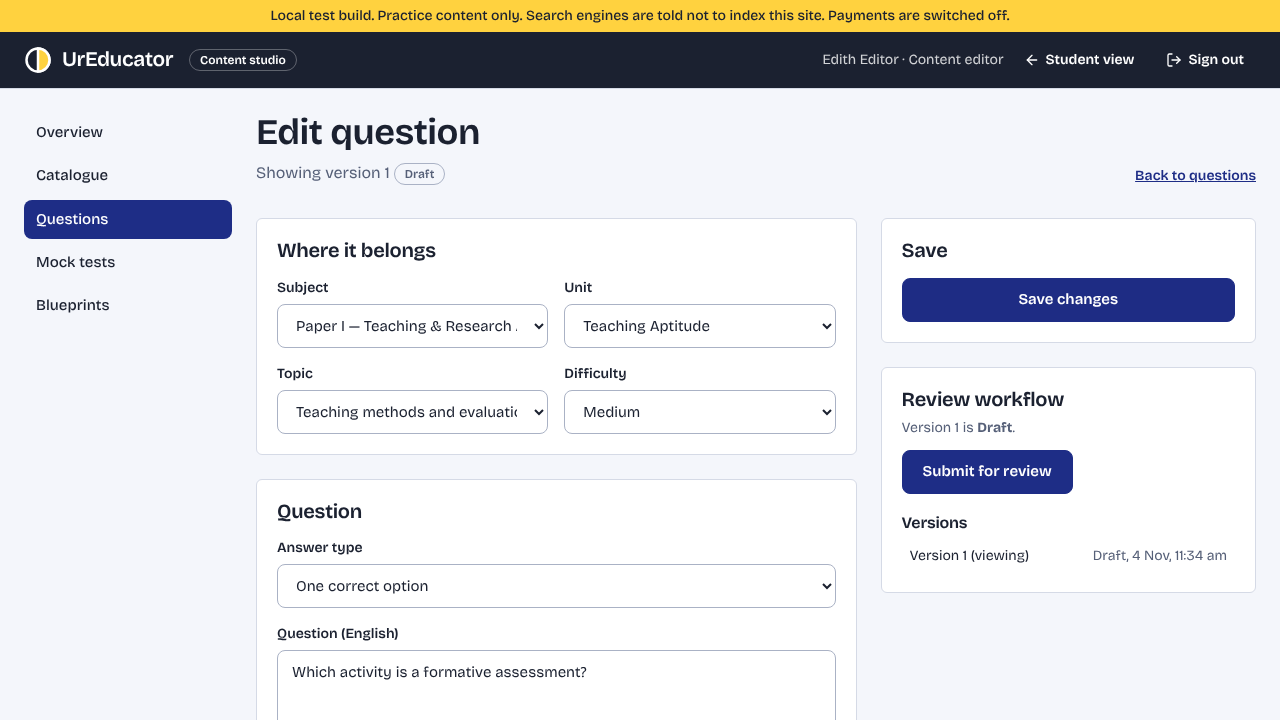 Local test build. Practice content only. Search engines are told not to index this site. Payments are switched off.
UrEducator
Content studio
Edith Editor · Content editor
Student view
Sign out
Overview
Catalogue
Questions
Mock tests
Blueprints
Edit question
Showing version 1 Draft
Back to questions
Where it belongs
Subject
Paper I — Teaching & Research
Unit
Teaching Aptitude
Topic
Teaching methods and
Difficulty
Medium
Question
Answer type
One correct option
Question (English)
Which activity is a formative assessment?
Save
Save changes
Review workflow
Version 1 is Draft.
Submit for review
Versions
Version 1 (viewing)
Draft, 4 Nov, 11:34 am